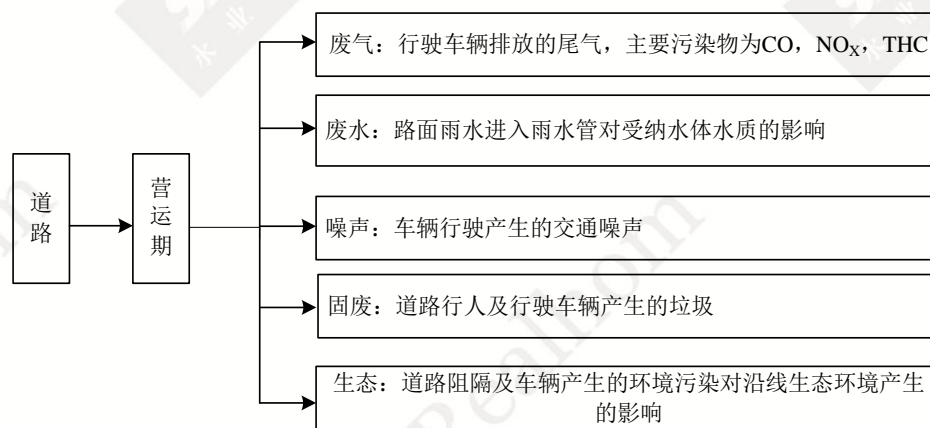 废气：行驶车辆排放的尾气，主要污染物为CO，NOX，THC
废水：路面雨水进入雨水管对受纳水体水质的影响
道路
营运期
噪声：车辆行驶产生的交通噪声
固废：道路行人及行驶车辆产生的垃圾
生态：道路阻隔及车辆产生的环境污染对沿线生态环境产生
的影响
水业
水业
Realhom